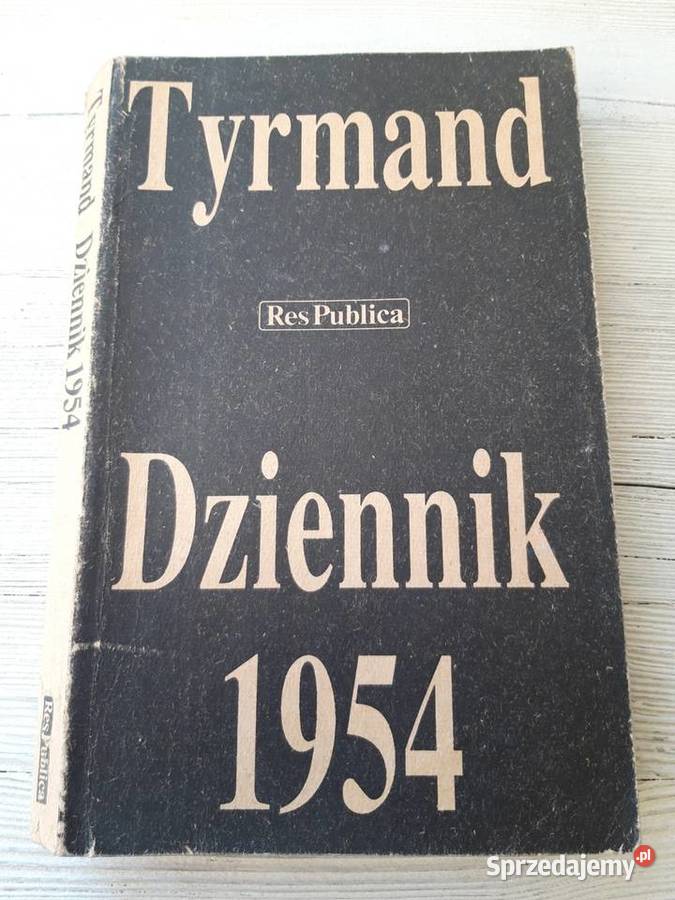 Tyrmand
Res Publica
Dziennik
1954
Tyrmand Dziennik 1954
Res Publica
Sprzedajemy.pl